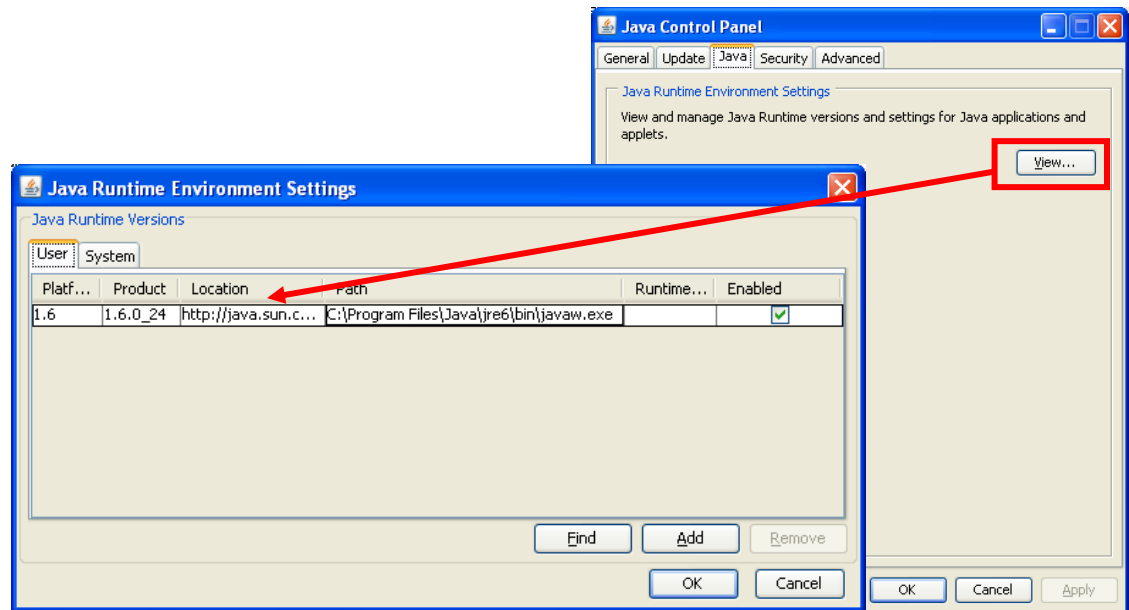 Java Control Panel
General Update Java Security Advanced
Java Runtime Environment Settings
View and manage Java Runtime versions and settings for Java applications and
applets.
View...
Java Runtime Environment Settings
Java Runtime Versions
User System
Platf... Product Location Path Runtime... Enabled
1.6 1.6.0_24 http://java.sun.c... C:\Program Files\Java\jre6\bin\javaw.exe
Find Add Remove
OK Cancel
OK Cancel Apply